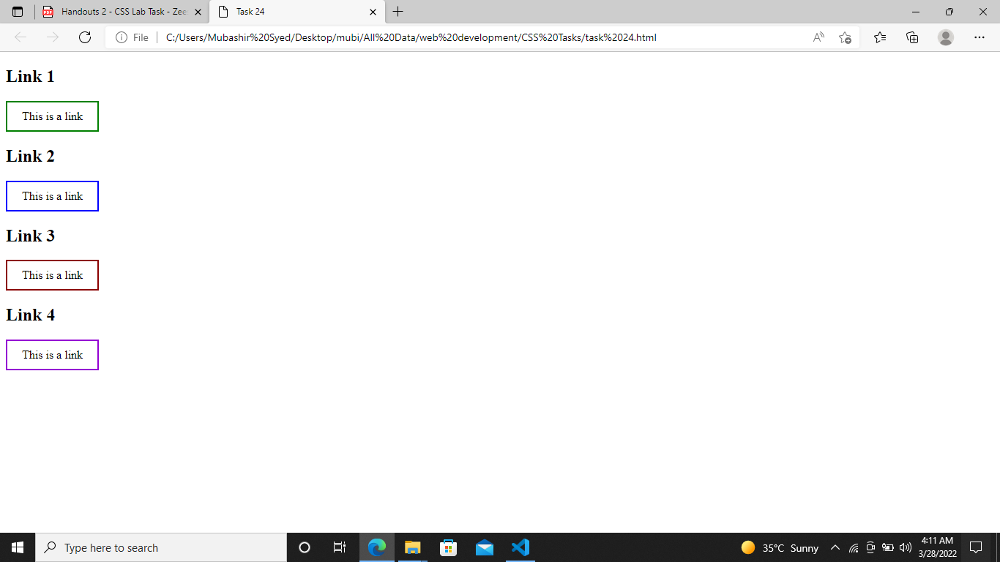 Handouts 2 - CSS Lab Task - Zee
Task 24
File
C:/Users/Mubashir%20Syed/Desktop/mubi/All%20Data/web%20development/CSS%20Tasks/task%2024.html
Link 1
This is a link
Link 2
This is a link
Link 3
This is a link
Link 4
This is a link
Type here to search
35°C Sunny
4:11 AM
3/28/2022